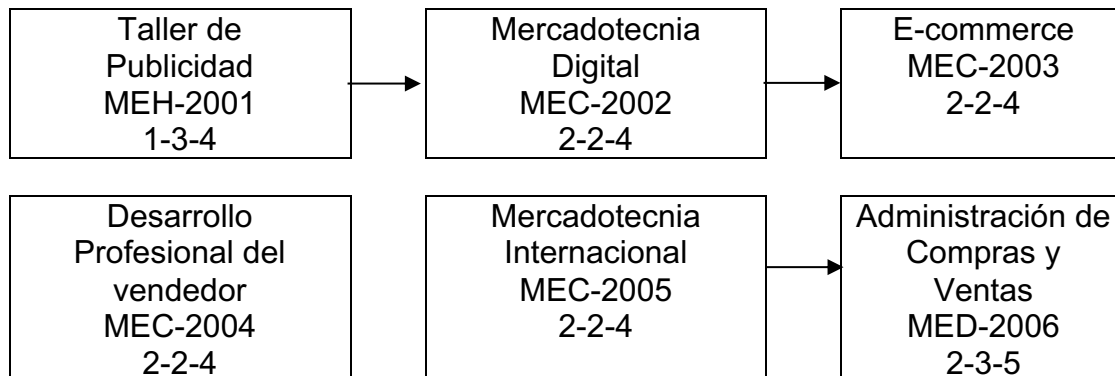 Taller de
Publicidad
MEH-2001
1-3-4
Mercadotecnia
Digital
MEC-2002
2-2-4
E-commerce
MEC-2003
2-2-4
Desarrollo
Profesional del
vendedor
MEC-2004
2-2-4
Mercadotecnia
Internacional
MEC-2005
2-2-4
Administración de
Compras y
Ventas
MED-2006
2-3-5